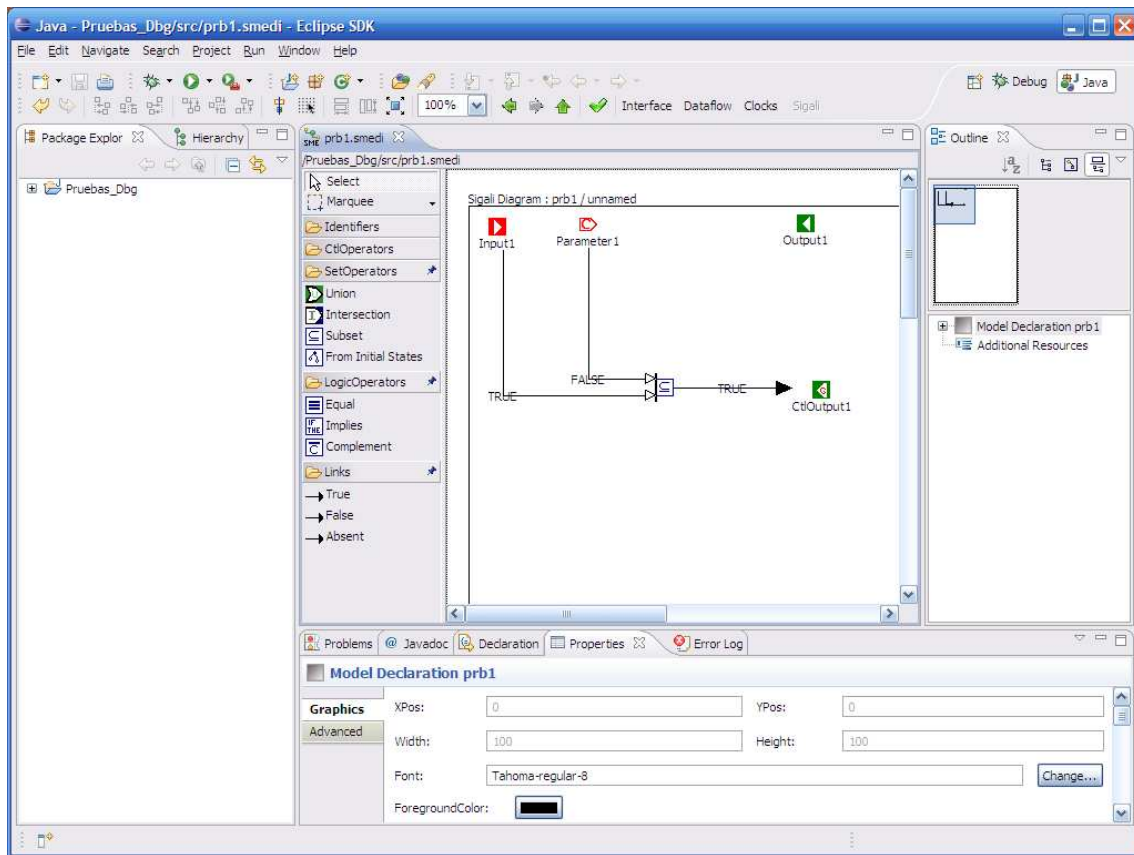 Java - Pruebas_Dbg/src/prb1.smedi - Eclipse SDK
File Edit Navigate Search Project Run Window Help
Debug Java
100% Interface Dataflow Clocks Sigali
Package Explor Hierarchy
Pruebas_Dbg
prb1.smedi
/Pruebas_Dbg/src/prb1.smedi
Select
Marquee
Identifiers
CtlOperators
SetOperators
Union
Intersection
Subset
From Initial States
LogicOperators
Equal
Implies
Complement
Links
True
False
Absent
Sigali Diagram : prb1 / unnamed
Input1 Parameter1 Output1
FALSE
TRUE TRUE
CtlOutput1
Outline
Model Declaration prb1
Additional Resources
Problems Javadoc Declaration Properties Error Log
Model Declaration prb1
Graphics
Advanced
XPos: 0 YPos: 0
Width: 100 Height: 100
Font: Tahoma-regular-8 Change...
ForegroundColor: